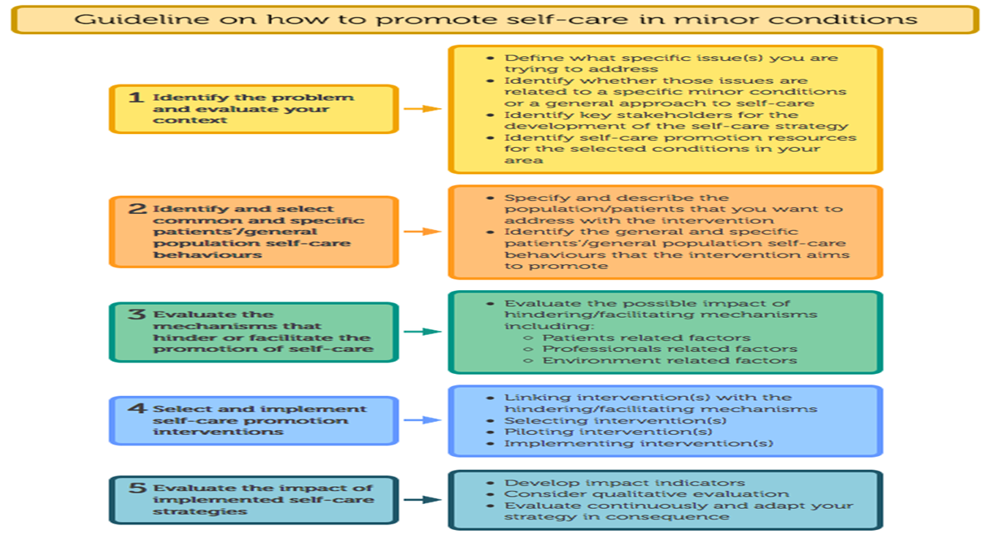 Guideline on how to promote self-care in minor conditions
1 Identify the problem
and evaluate your
context
• Define what specific issue(s) you are
trying to address
• Identify whether those issues are
related to a specific minor conditions
or a general approach to self-care
• Identify key stakeholders for the
development of the self-care strategy
• Identify self-care promotion resources
for the selected conditions in your
area
2 Identify and select
common and specific
patients'/general
population self-care
behaviours
• Specify and describe the
population/patients that you want to
address with the intervention
• Identify the general and specific
patients'/general population self-care
behaviours that the intervention aims
to promote
3 Evaluate the
mechanisms that
hinder or facilitate the
promotion of self-care
• Evaluate the possible impact of
hindering/facilitating mechanisms
including:
○ Patients related factors
○ Professionals related factors
○ Environment related factors
4 Select and implement
self-care promotion
interventions
• Linking intervention(s) with the
hindering/facilitating mechanisms
• Selecting intervention(s)
• Piloting intervention(s)
• Implementing intervention(s)
5 Evaluate the impact of
implemented self-care
strategies
• Develop impact indicators
• Consider qualitative evaluation
• Evaluate continuously and adapt your
strategy in consequence